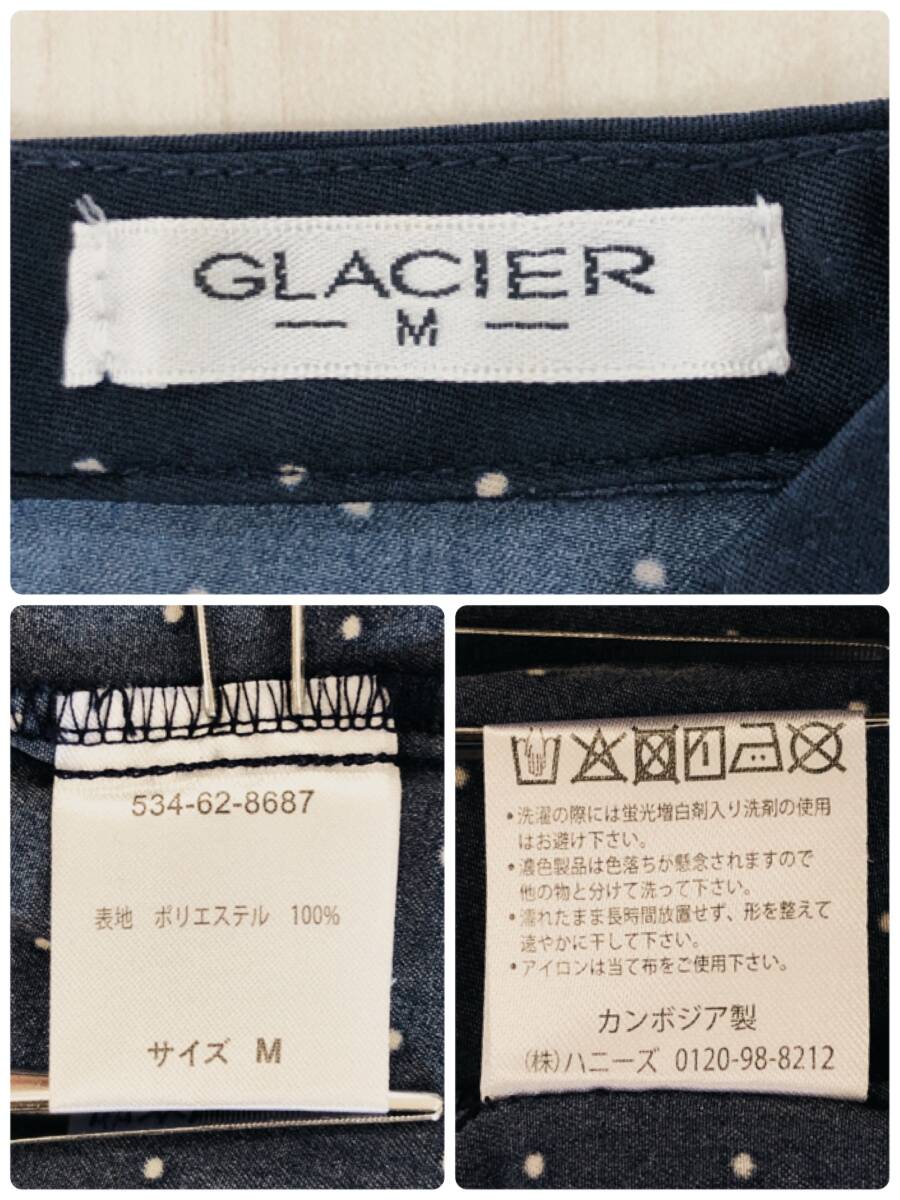 GLACIER
M
534-62-8687
表地 ポリエステル 100%
サイズ M
•洗濯の際には蛍光増白剤入り洗剤の使用
はお避け下さい。
•濃色製品は色落ちが懸念されますので
他の物と分けて洗って下さい。
•濡れたまま長時間放置せず、形を整えて
速やかに干して下さい。
•アイロンは当て布をご使用下さい。
カンボジア製
(株)ハニーズ 0120-98-8212